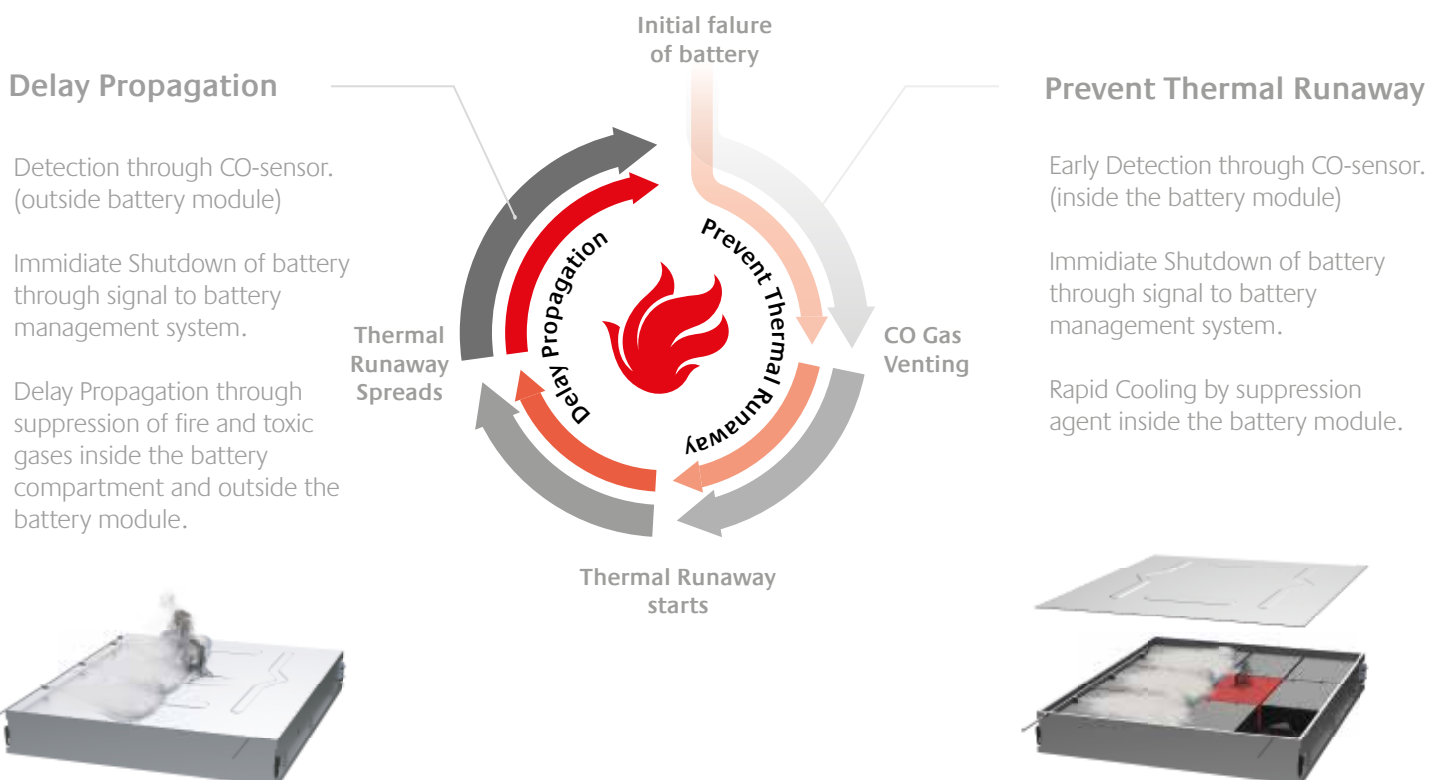 Initial falure
of battery
Delay Propagation
Detection through CO-sensor.
(outside battery module)
Immidiate Shutdown of battery
through signal to battery
management system.
Delay Propagation through
suppression of fire and toxic
gases inside the battery
compartment and outside the
battery module.
Thermal
Runaway
Spreads
Delay Propagation
Prevent Thermal Runaway
CO Gas
Venting
Thermal Runaway
starts
Prevent Thermal Runaway
Early Detection through CO-sensor.
(inside the battery module)
Immidiate Shutdown of battery
through signal to battery
management system.
Rapid Cooling by suppression
agent inside the battery module.